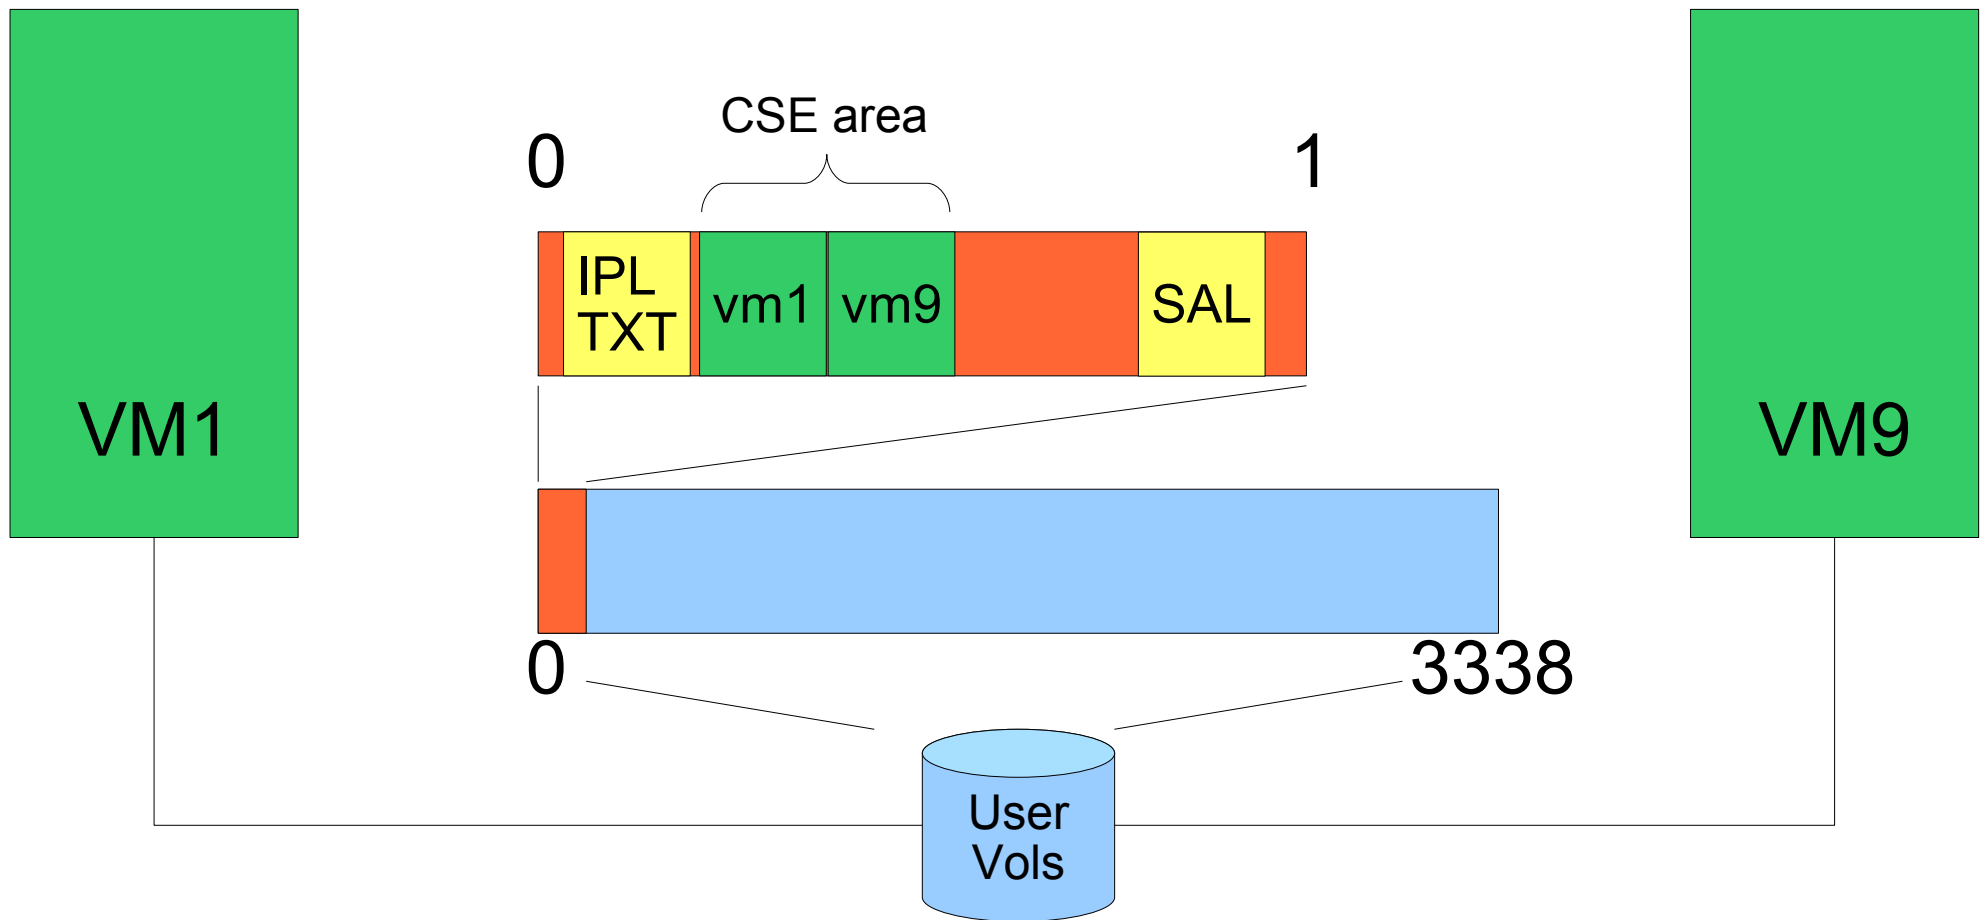 CSE area
0
1
IPL
TXT
vm1
vm9
SAL
VM1
VM9
0
3338
User
Vols